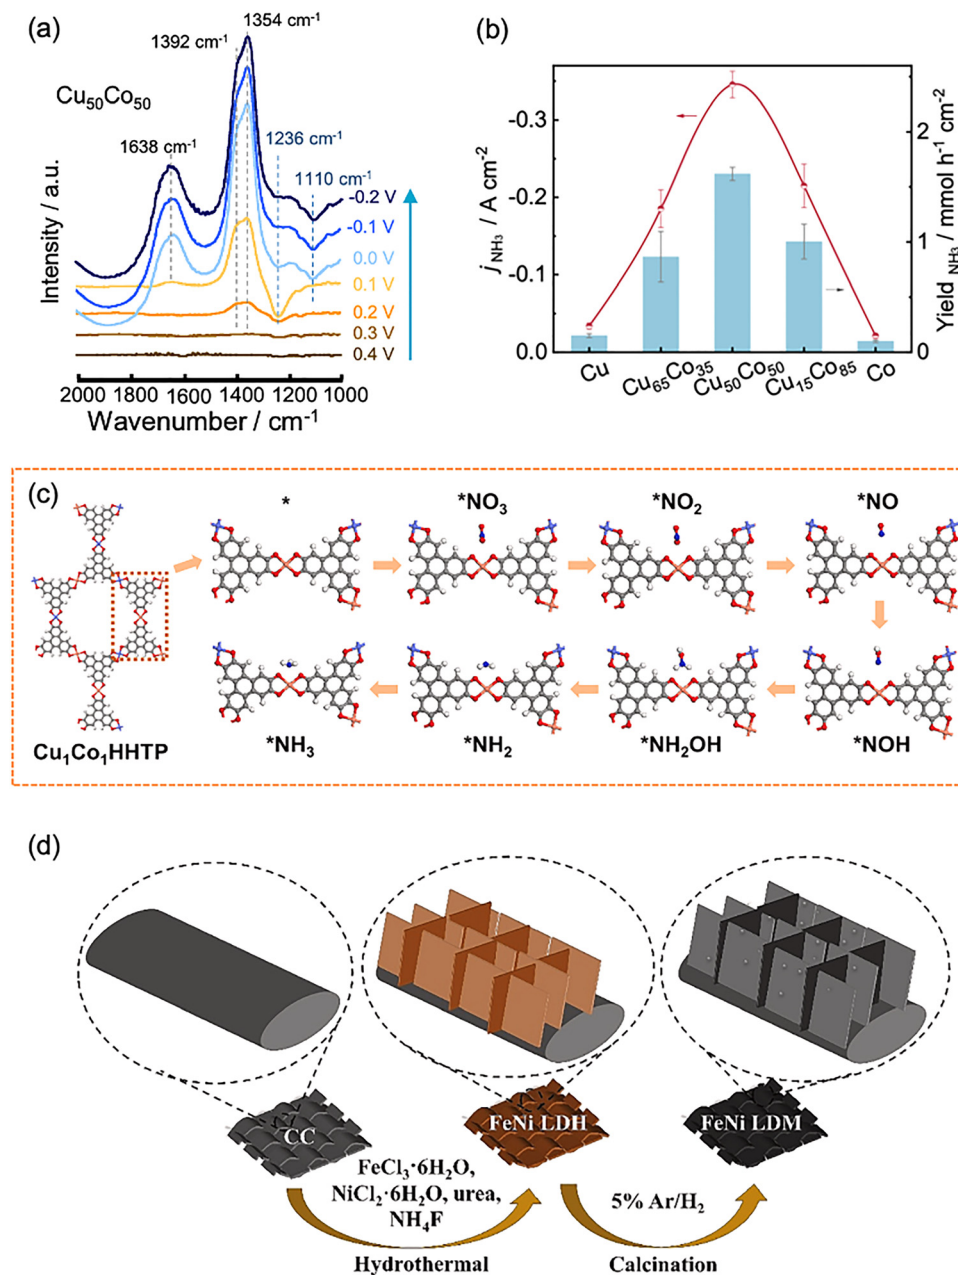 (a)
1354 cm⁻¹
1392 cm⁻¹
Cu₅₀Co₅₀
1638 cm⁻¹
1236 cm⁻¹
1110 cm⁻¹
-0.2 V
-0.1 V
0.0 V
0.1 V
0.2 V
0.3 V
0.4 V
Intensity / a.u.
2000 1800 1600 1400 1200 1000
Wavenumber / cm⁻¹
(b)
-0.3
-0.2
-0.1
0.0
j_NH₃ / A cm⁻²
2
1
0
Yield_NH₃ / mmol h⁻¹ cm⁻²
Cu Cu₆₅Co₃₅ Cu₅₀Co₅₀ Cu₁₅Co₈₅ Co
(c)
* *NO₃ *NO₂ *NO
Cu₁Co₁HHTP
*NH₃ *NH₂ *NH₂OH *NOH
(d)
CC
FeNi LDH
FeNi LDM
FeCl₃·6H₂O,
NiCl₂·6H₂O, urea,
NH₄F
Hydrothermal
5% Ar/H₂
Calcination